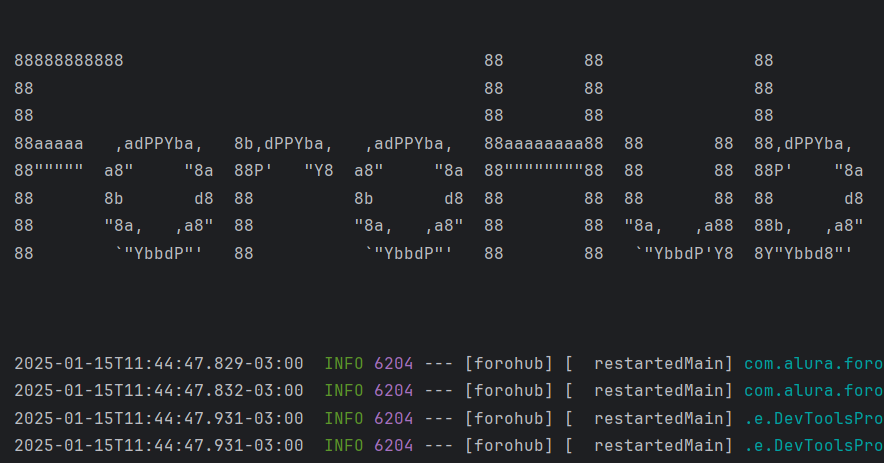 88888888888                                    88        88               88
88                                             88        88               88
88                                             88        88               88
88aaaaa   ,adPPYba,   8b,dPPYba,   ,adPPYba,   88aaaaaaaa88  88       88  88,dPPYba,
88"""""  a8"     "8a  88P'   "Y8  a8"     "8a  88""""""""88  88       88  88P'    "8a
88       8b       d8  88          8b       d8  88        88  88       88  88       d8
88       "8a,   ,a8"  88          "8a,   ,a8"  88        88  "8a,   ,a88  88b,   ,a8"
88        `"YbbdP"'   88           `"YbbdP"'   88        88   `"YbbdP'Y8  8Y"Ybbd8"'
2025-01-15T11:44:47.829-03:00  INFO 6204 --- [forohub] [  restartedMain] com.alura.foro
2025-01-15T11:44:47.832-03:00  INFO 6204 --- [forohub] [  restartedMain] com.alura.foro
2025-01-15T11:44:47.931-03:00  INFO 6204 --- [forohub] [  restartedMain] .e.DevToolsPro
2025-01-15T11:44:47.931-03:00  INFO 6204 --- [forohub] [  restartedMain] .e.DevToolsPro